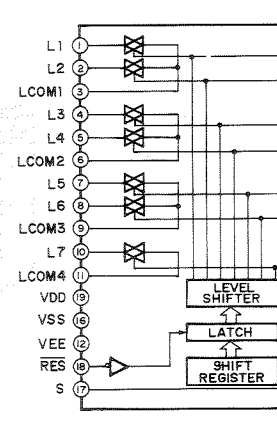 L1 1
L2 2
LCOM1 3
L3 4
L4 5
LCOM2 6
L5 7
L6 8
LCOM3 9
L7 10
LCOM4 11
VDD 19
VSS 16
VEE 12
RES 18
S 17
LEVEL
SHIFTER
LATCH
SHIFT
REGISTER